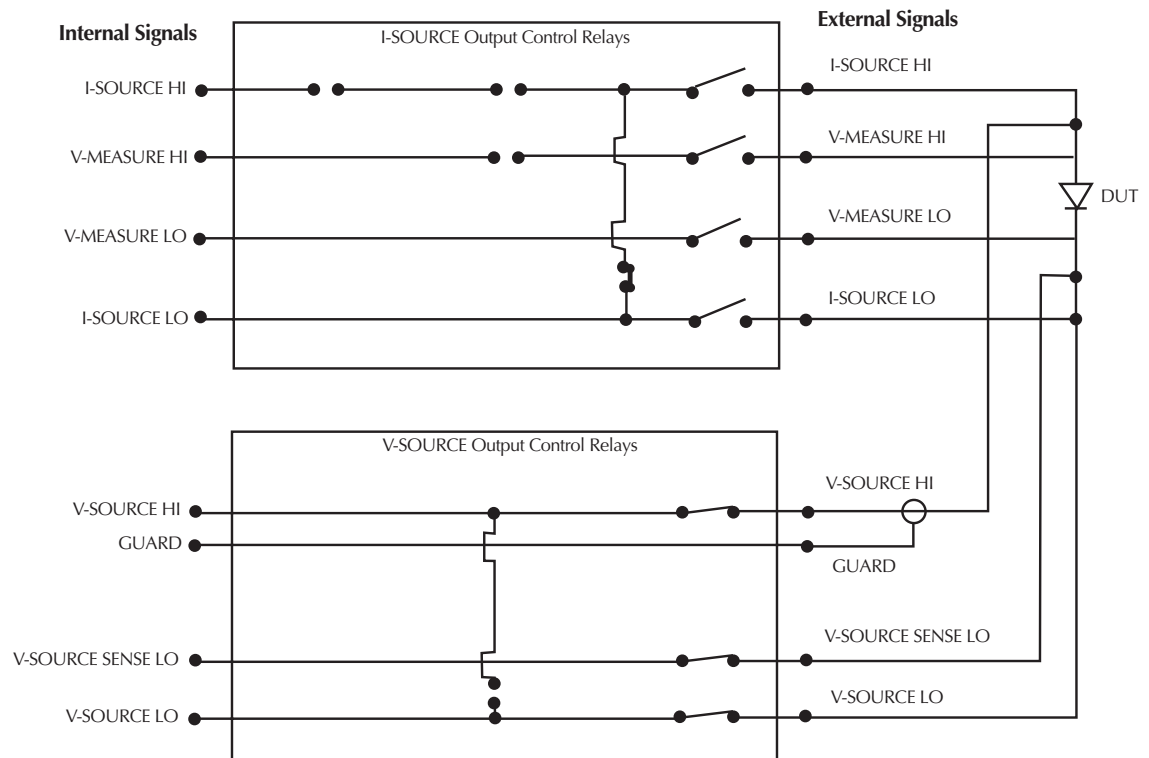 Internal Signals
External Signals
I-SOURCE Output Control Relays
I-SOURCE HI
I-SOURCE HI
V-MEASURE HI
V-MEASURE HI
DUT
V-MEASURE LO
V-MEASURE LO
I-SOURCE LO
I-SOURCE LO
V-SOURCE Output Control Relays
V-SOURCE HI
V-SOURCE HI
GUARD
GUARD
V-SOURCE SENSE LO
V-SOURCE SENSE LO
V-SOURCE LO
V-SOURCE LO